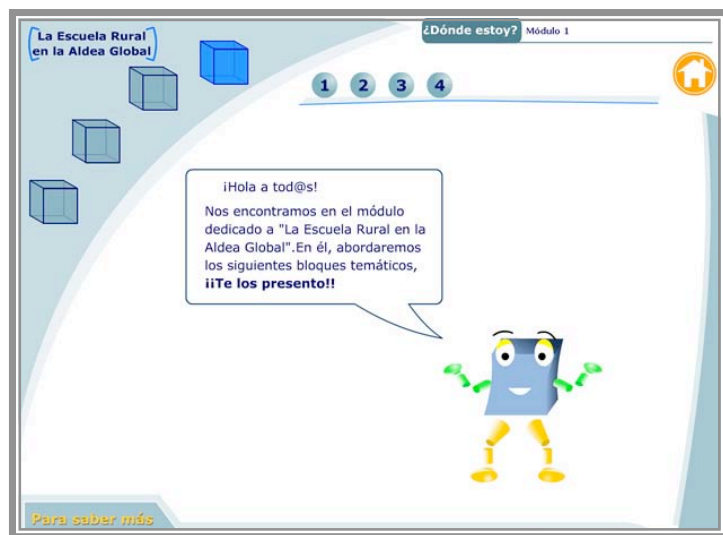 La Escuela Rural
en la Aldea Global
¿Dónde estoy? Módulo 1
1 2 3 4
¡Hola a tod@s!
Nos encontramos en el módulo
dedicado a "La Escuela Rural en la
Aldea Global".En él, abordaremos
los siguientes bloques temáticos,
¡¡Te los presento!!
Para saber más